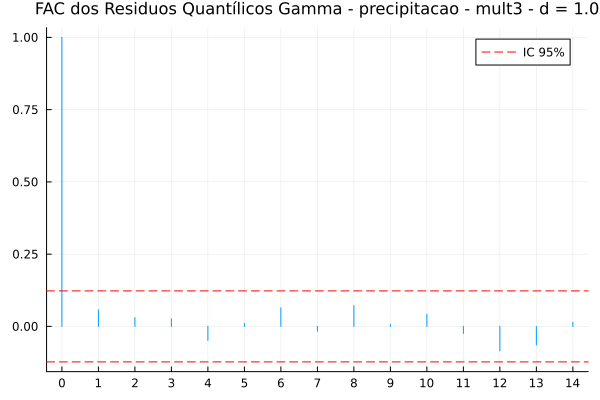 FAC dos Residuos Quantílicos Gamma - precipitacao - mult3 - d = 1.0
IC 95%
1.00
0.75
0.50
0.25
0.00
0 1 2 3 4 5 6 7 8 9 10 11 12 13 14